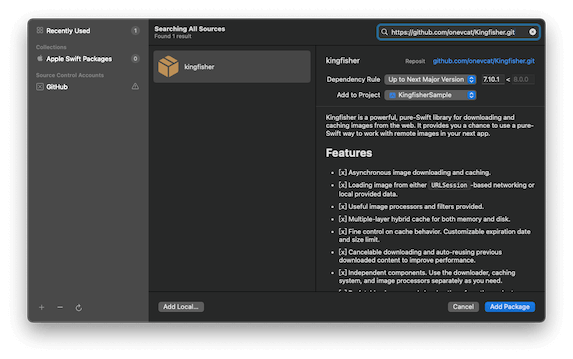 Recently Used 1
Collections
Apple Swift Packages 0
Source Control Accounts
GitHub
Searching All Sources
Found 1 result
https://github.com/onevcat/Kingfisher.git
kingfisher
kingfisher
github.com/onevcat/Kingfisher.git
Dependency Rule Up to Next Major Version 7.10.1 < 8.0.0
Add to Project KingfisherSample
Kingfisher is a powerful, pure-Swift library for downloading and
caching images from the web. It provides you a chance to use a pure-
Swift way to work with remote images in your next app.
Features
• [x] Asynchronous image downloading and caching.
• [x] Loading image from either URLSession -based networking or
local provided data.
• [x] Useful image processors and filters provided.
• [x] Multiple-layer hybrid cache for both memory and disk.
• [x] Fine control on cache behavior. Customizable expiration date
and size limit.
• [x] Cancelable downloading and auto-reusing previous
downloaded content to improve performance.
• [x] Independent components. Use the downloader, caching
system, and image processors separately as you need.
Add Local...
Cancel
Add Package